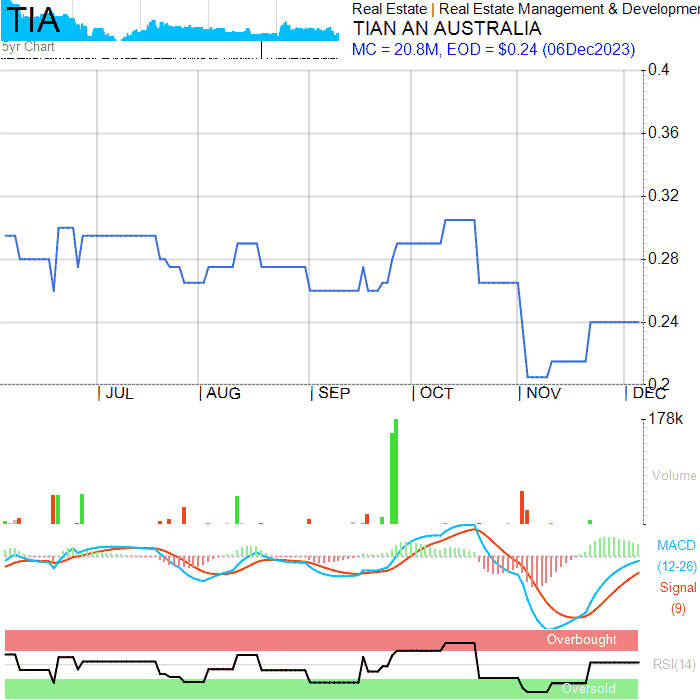 TIA
Real Estate | Real Estate Management & Developmen
TIAN AN AUSTRALIA
5yr Chart
MC = 20.8M, EOD = $0.24 (06Dec2023)
0.4
0.36
0.32
0.28
0.24
0.2
| JUL | AUG | SEP | OCT | NOV | DEC
178k
Volume
MACD
(12-26)
Signal
(9)
Overbought
RSI(14)
Oversold